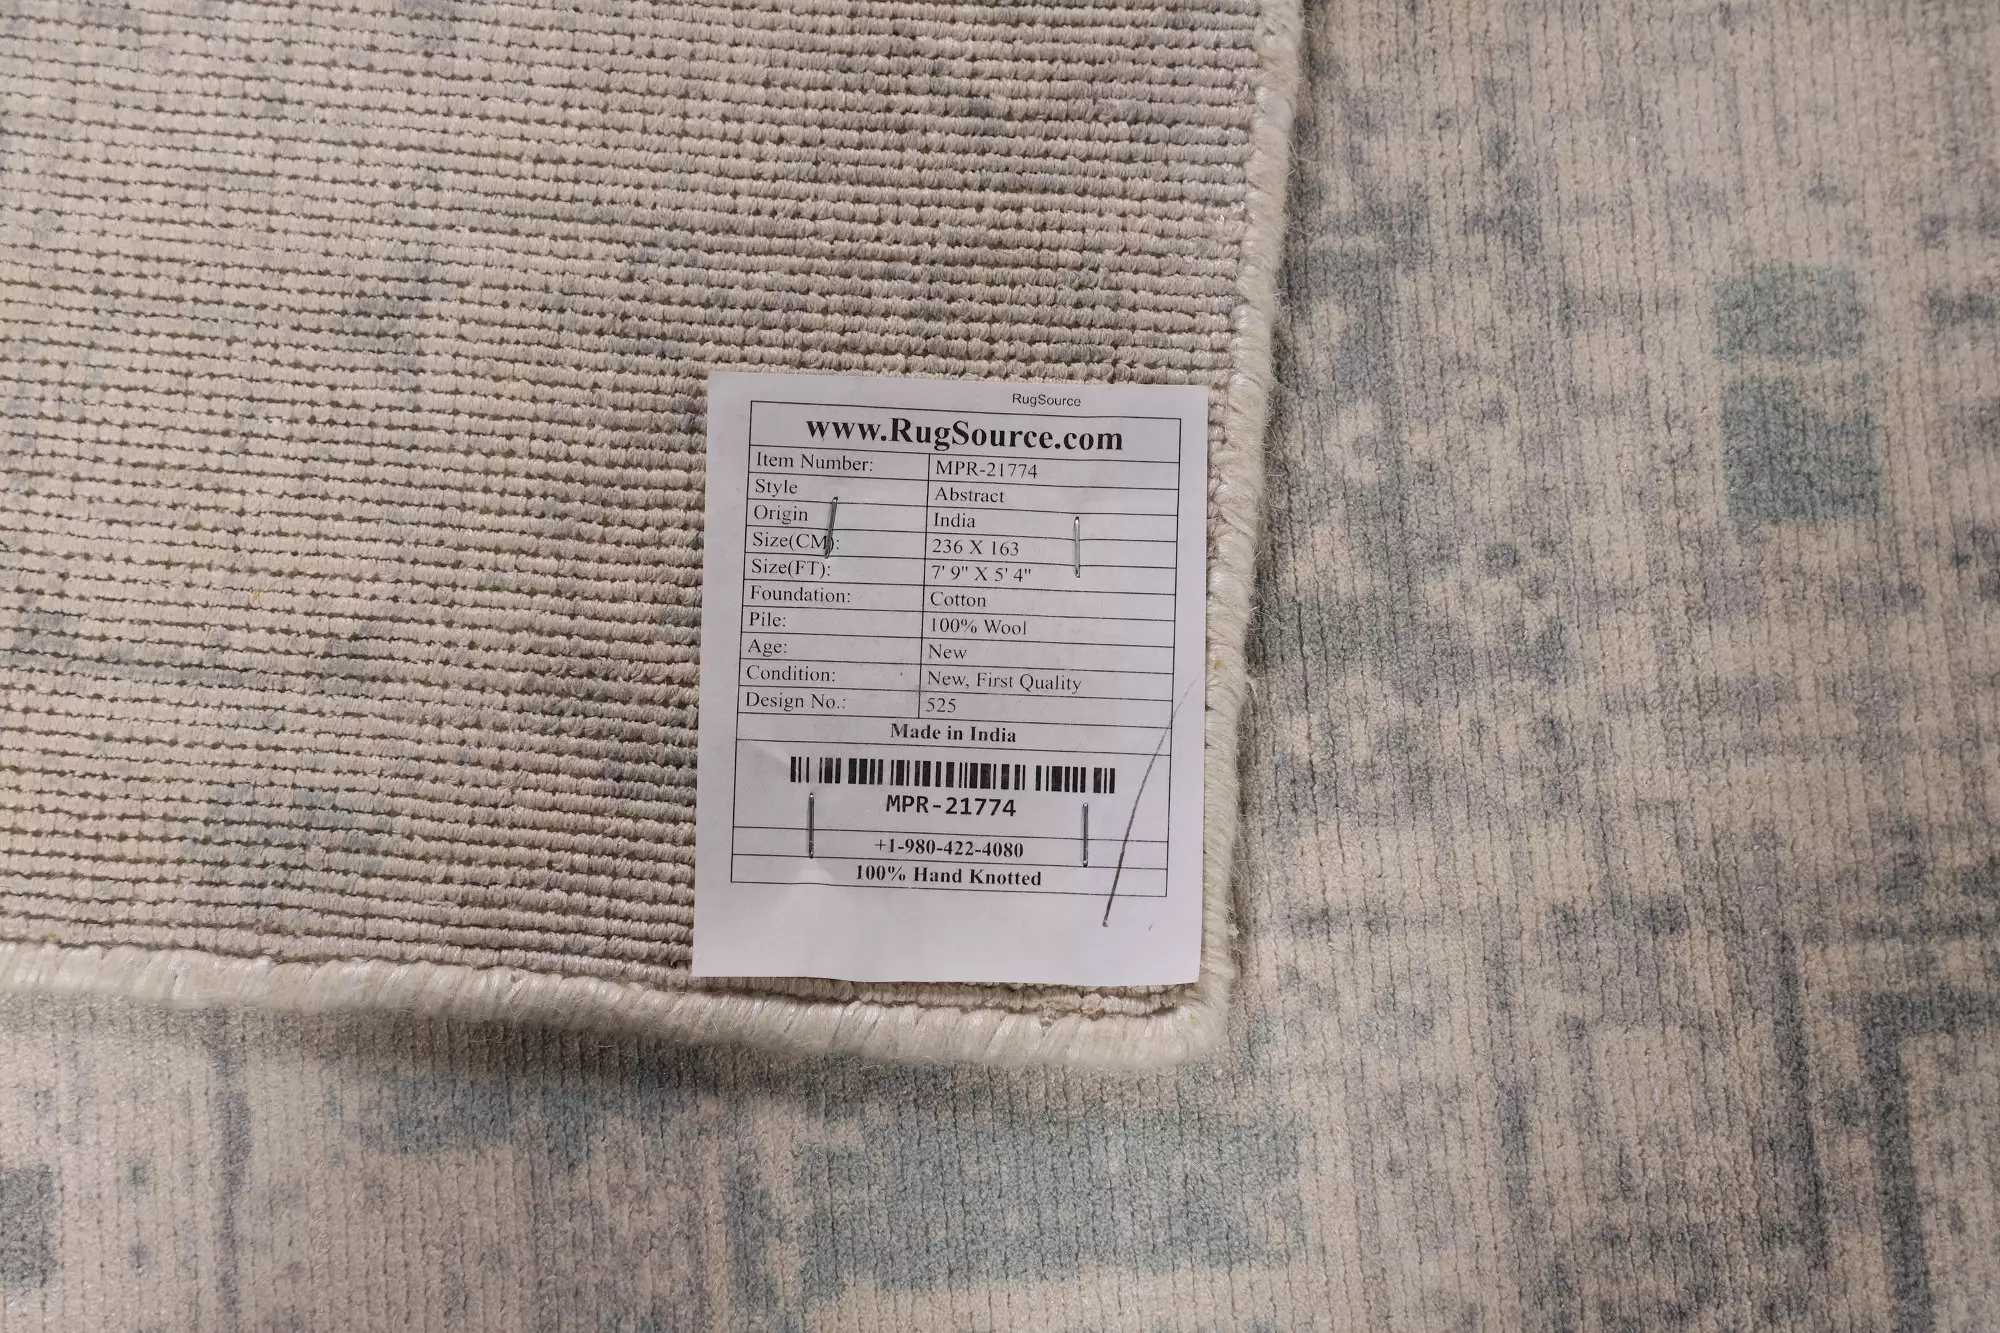 RugSource
www.RugSource.com
Item Number: MPR-21774
Style Abstract
Origin India
Size(CM): 236 X 163
Size(FT): 7' 9" X 5' 4"
Foundation: Cotton
Pile: 100% Wool
Age: New
Condition: New, First Quality
Design No.: 525
Made in India
MPR-21774
+1-980-422-4080
100% Hand Knotted